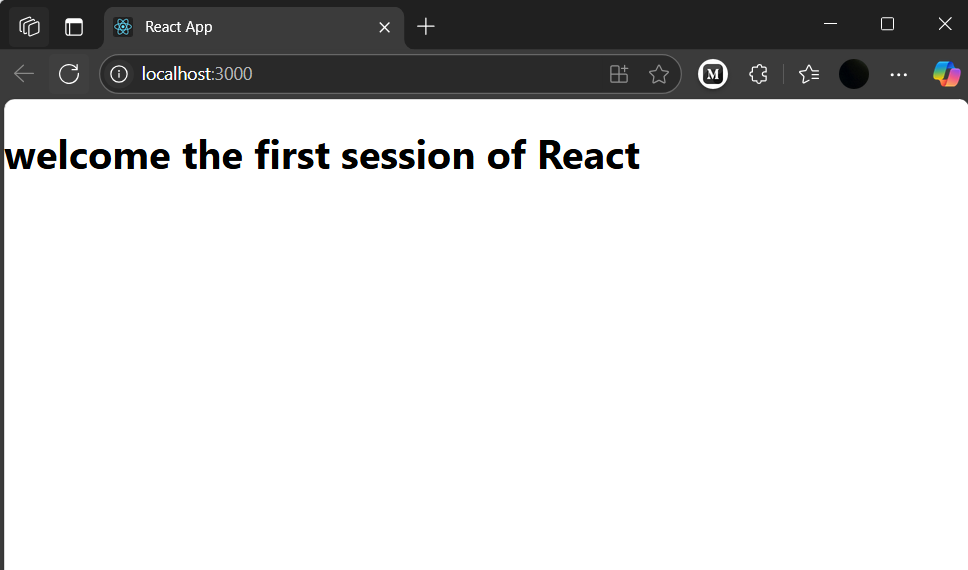 React App
localhost:3000
M
welcome the first session of React